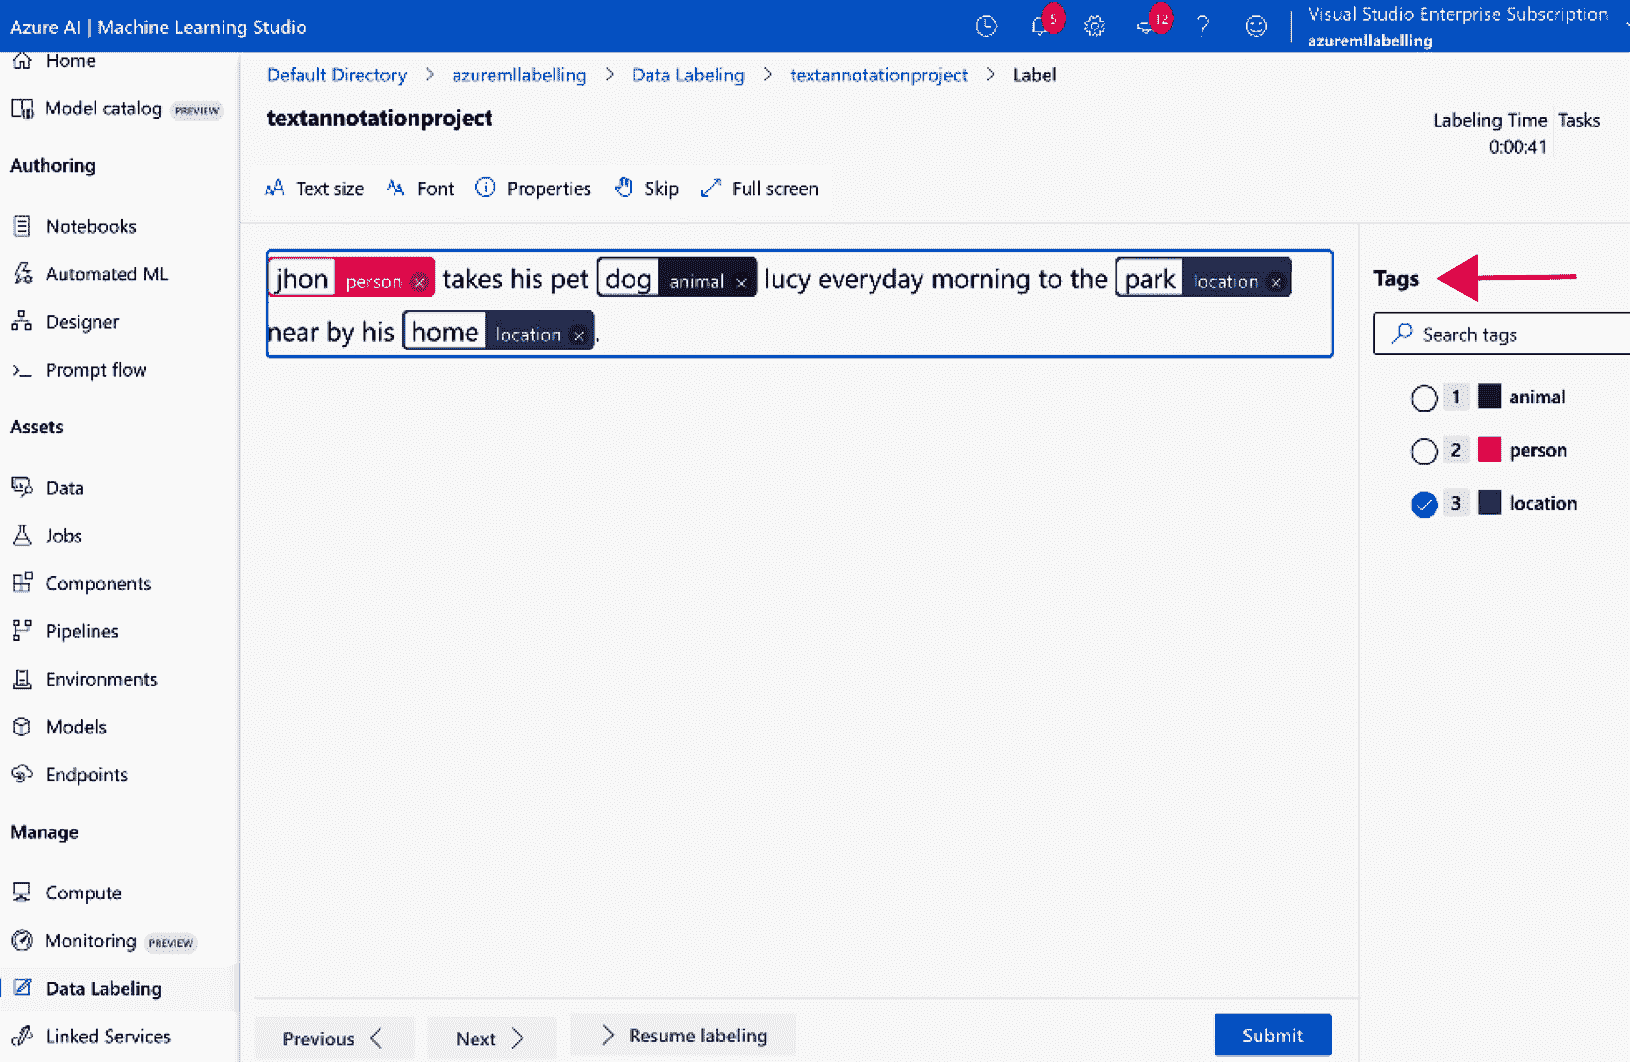 Azure AI | Machine Learning Studio
5
12
?
Visual Studio Enterprise Subscription
azuremllabelling
Home
Model catalog PREVIEW
Authoring
Notebooks
Automated ML
Designer
Prompt flow
Assets
Data
Jobs
Components
Pipelines
Environments
Models
Endpoints
Manage
Compute
Monitoring PREVIEW
Data Labeling
Linked Services
Default Directory > azuremllabelling > Data Labeling > textannotationproject > Label
textannotationproject
Labeling Time Tasks
0:00:41
Text size Font Properties Skip Full screen
jhon person × takes his pet dog animal × lucy everyday morning to the park location ×
near by his home location × .
Tags
Search tags
1 animal
2 person
3 location
Previous < Next > > Resume labeling Submit